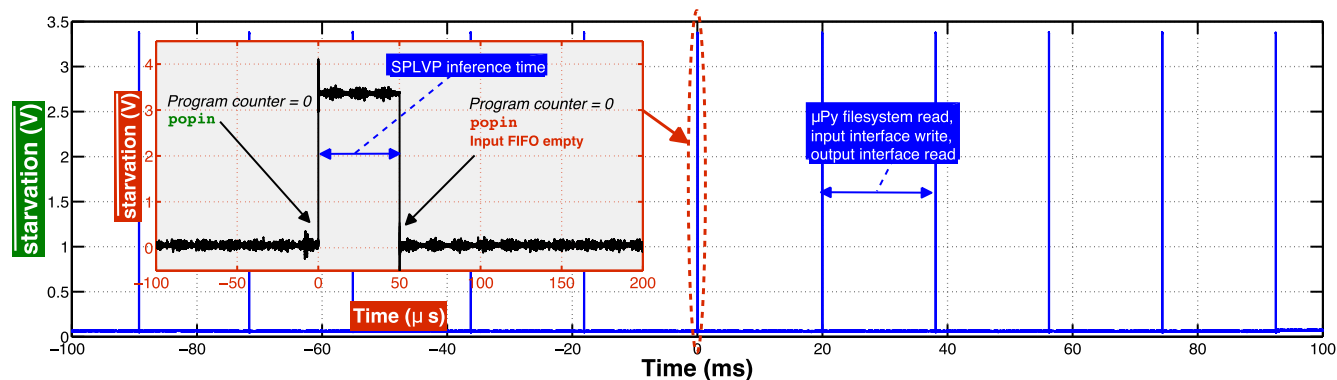 starvation (V)
3.5
3
2.5
2
1.5
1
0.5
0
−100
−80
−60
−40
−20
0
20
40
60
80
100
Time (ms)
starvation (V)
4
3
2
1
0
−100
−50
0
50
100
150
200
Time (μ s)
SPLVP inference time
Program counter = 0
popin
Program counter = 0
popin
Input FIFO empty
μPy filesystem read,
input interface write,
output interface read